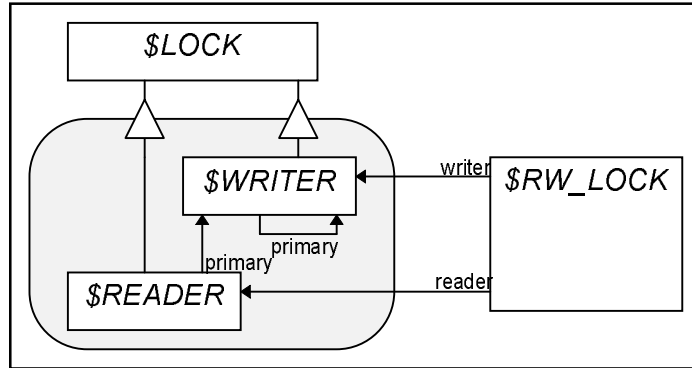 $LOCK
$WRITER
writer
$RW_LOCK
primary
primary
$READER
reader